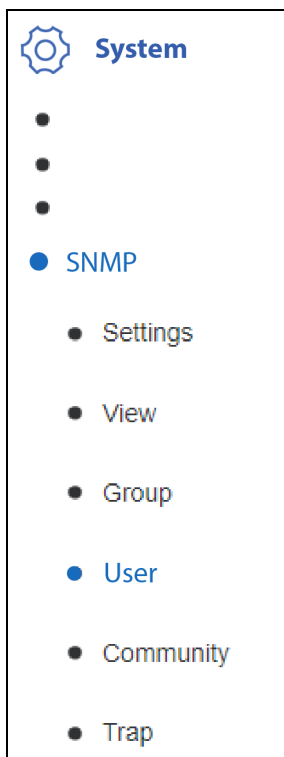 System
SNMP
Settings
View
Group
User
Community
Trap